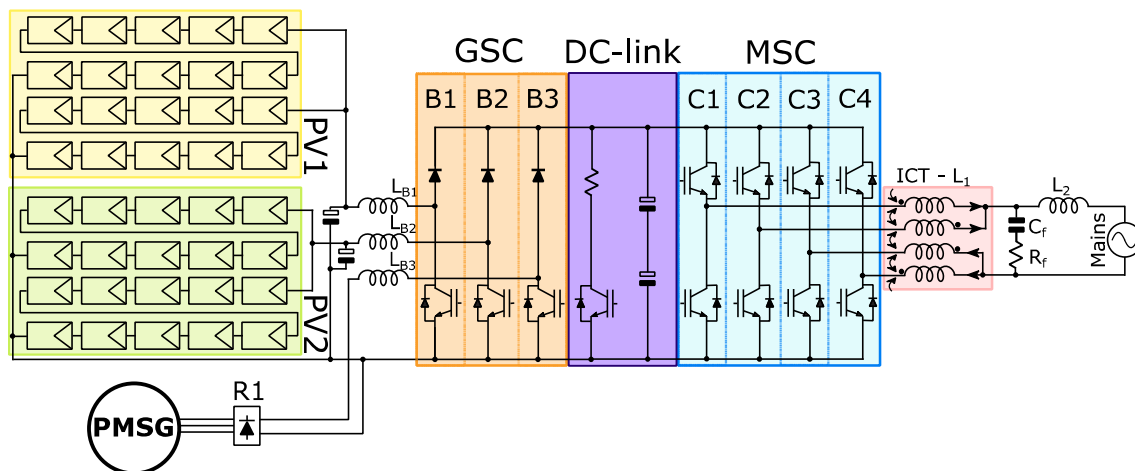 GSC DC-link MSC
B1 B2 B3 C1 C2 C3 C4
PV1
ICT - L1
L2
LB1
LB2
LB3
Cf
Rf
Mains
PV2
R1
PMSG